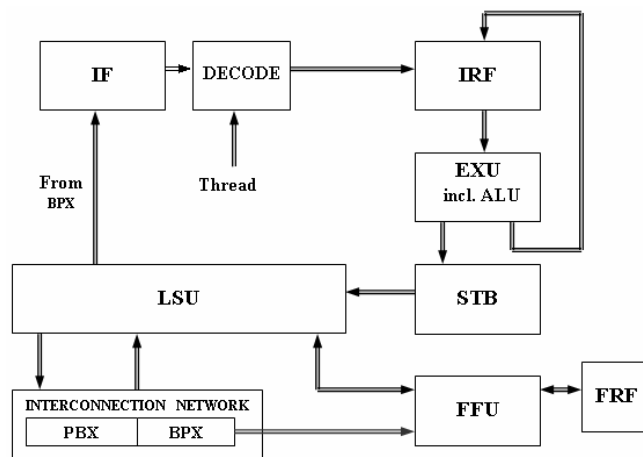 IF
DECODE
IRF
From
BPX
Thread
EXU
incl. ALU
LSU
STB
INTERCONNECTION NETWORK
PBX
BPX
FFU
FRF